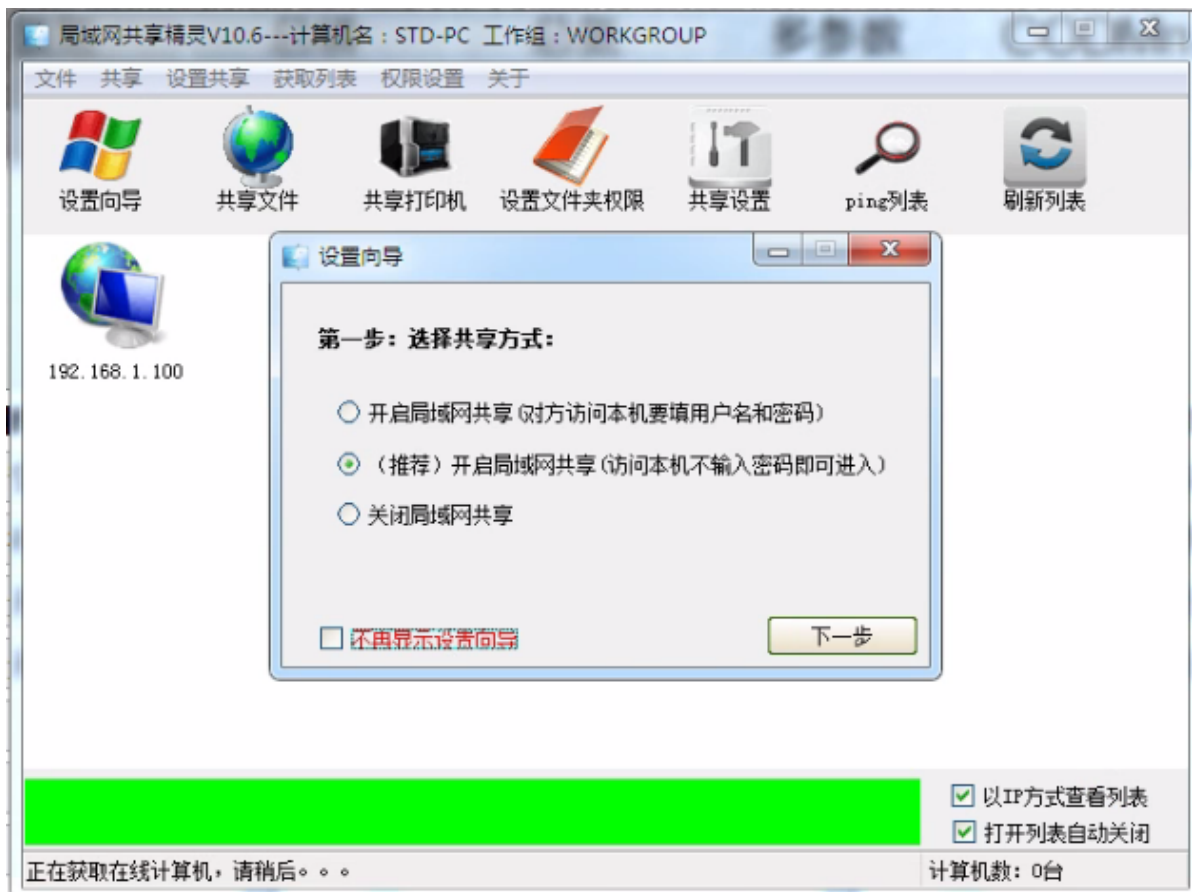 局域网共享精灵V10.6---计算机名：STD-PC 工作组：WORKGROUP
文件 共享 设置共享 获取列表 权限设置 关于
设置向导 共享文件 共享打印机 设置文件夹权限 共享设置 ping列表 刷新列表
192.168.1.100
设置向导
第一步：选择共享方式：
开启局域网共享(对方访问本机要填用户名和密码)
（推荐）开启局域网共享(访问本机不输入密码即可进入)
关闭局域网共享
不再显示设置向导
下一步
以IP方式查看列表
打开列表自动关闭
正在获取在线计算机，请稍后。。。
计算机数：0台